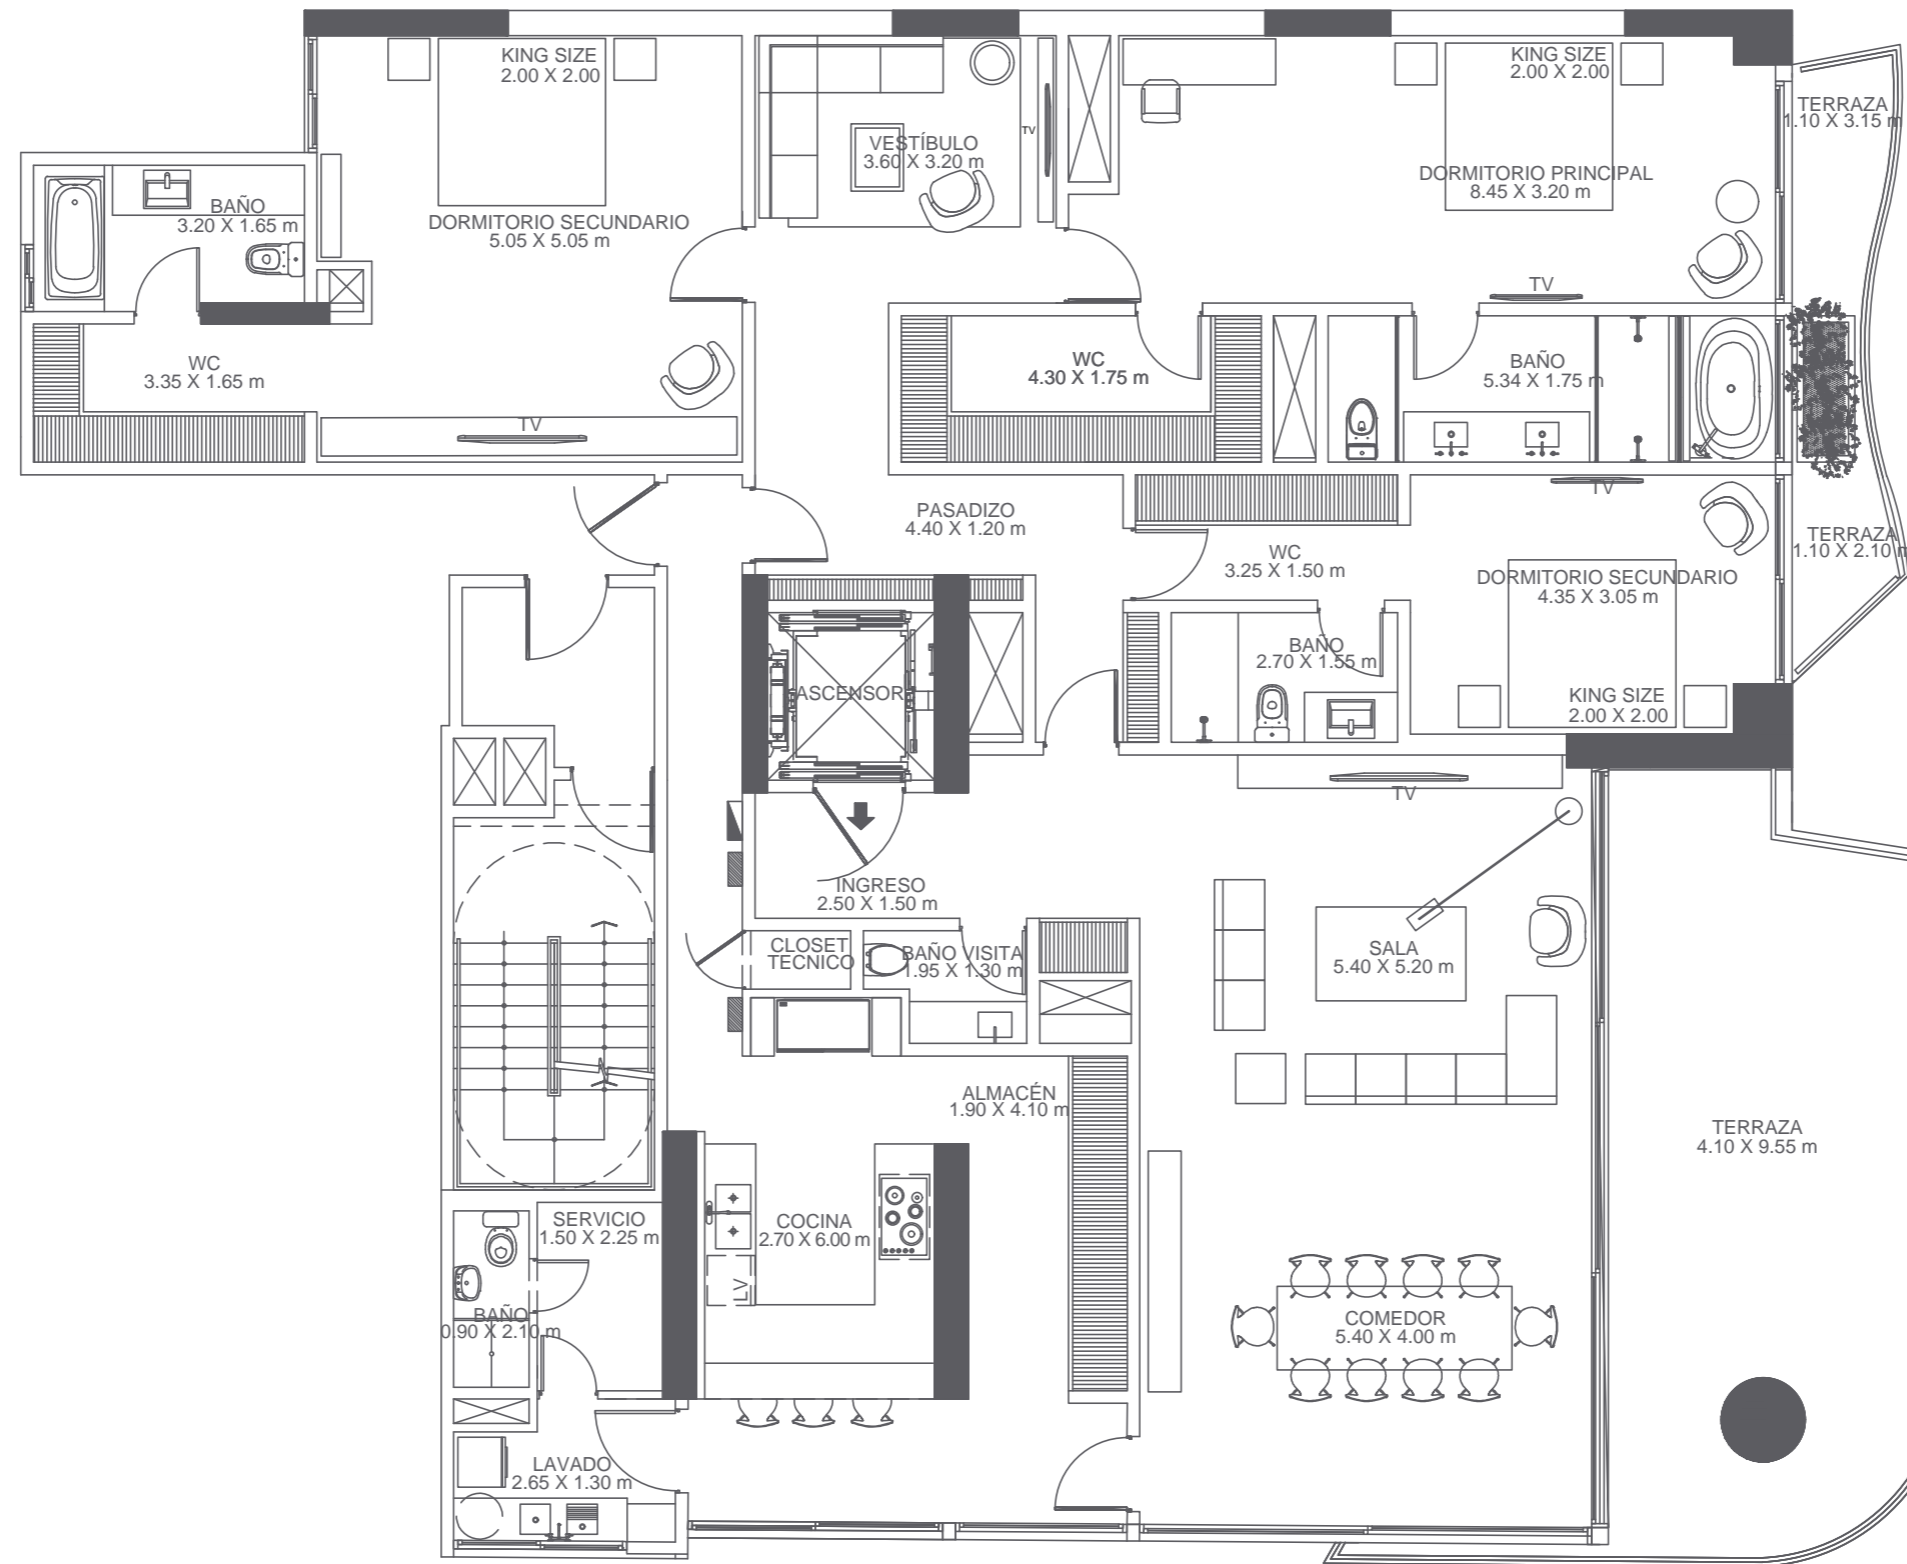 KING SIZE
2.00 X 2.00
KING SIZE
2.00 X 2.00
TERRAZA
1.10 X 3.15 m
TV
VESTÍBULO
3.60 X 3.20 m
DORMITORIO PRINCIPAL
8.45 X 3.20 m
BAÑO
3.20 X 1.65 m
DORMITORIO SECUNDARIO
5.05 X 5.05 m
TV
WC
3.35 X 1.65 m
WC
4.30 X 1.75 m
BAÑO
5.34 X 1.75 m
TV
TV
PASADIZO
4.40 X 1.20 m
TERRAZA
1.10 X 2.10 m
WC
3.25 X 1.50 m
DORMITORIO SECUNDARIO
4.35 X 3.05 m
BAÑO
2.70 X 1.55 m
ASCENSOR
KING SIZE
2.00 X 2.00
TV
INGRESO
2.50 X 1.50 m
CLOSET
TECNICO
BAÑO VISITA
1.95 X 1.30 m
SALA
5.40 X 5.20 m
ALMACÉN
1.90 X 4.10 m
TERRAZA
4.10 X 9.55 m
SERVICIO
1.50 X 2.25 m
COCINA
2.70 X 6.00 m
LV
BAÑO
0.90 X 2.10 m
COMEDOR
5.40 X 4.00 m
LAVADO
2.65 X 1.30 m